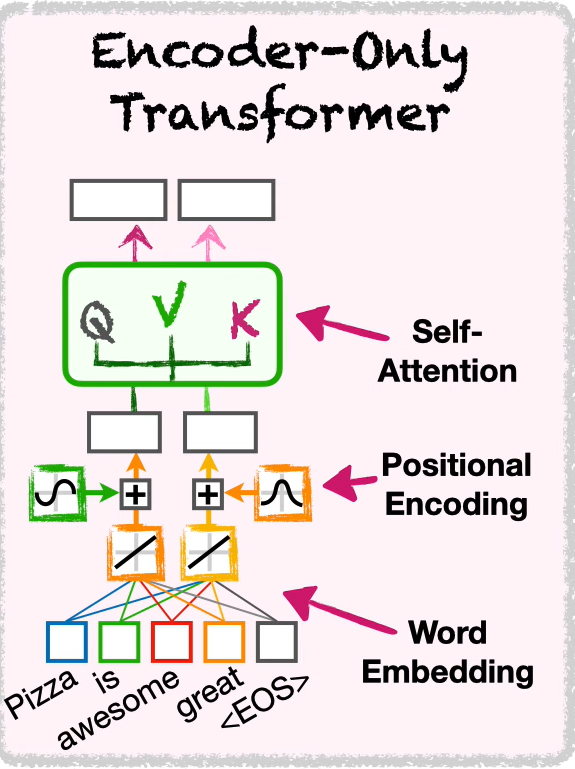 Encoder-Only
Transformer
Q V K
Self-
Attention
Positional
Encoding
+ +
Word
Embedding
Pizza
is
awesome
great
<EOS>